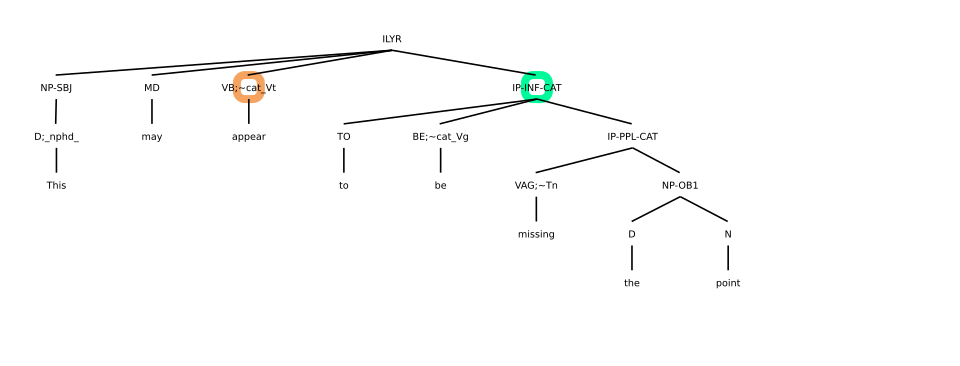 ILYR
NP-SBJ MD VB;~cat_Vt IP-INF-CAT
D;_nphd_ may appear TO BE;~cat_Vg IP-PPL-CAT
This to be VAG;~Tn NP-OB1
missing D N
the point